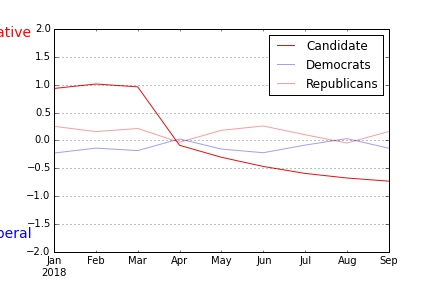 ative
2.0
1.5
1.0
0.5
0.0
−0.5
−1.0
−1.5
−2.0
beral
Candidate
Democrats
Republicans
Jan Feb Mar Apr May Jun Jul Aug Sep
2018